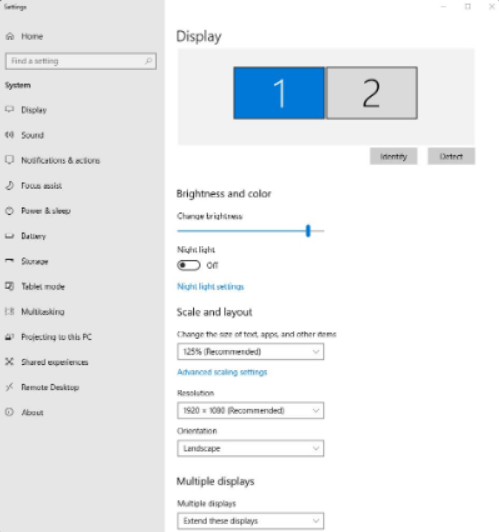 Settings
Home
Find a setting
System
Display
Sound
Notifications & actions
Focus assist
Power & sleep
Battery
Storage
Tablet mode
Multitasking
Projecting to this PC
Shared experiences
Remote Desktop
About
Display
1 2
Identify Detect
Brightness and color
Change brightness
Night light
Off
Night light settings
Scale and layout
Change the size of text, apps, and other items
125% (Recommended)
Advanced scaling settings
Resolution
1920 × 1080 (Recommended)
Orientation
Landscape
Multiple displays
Multiple displays
Extend these displays